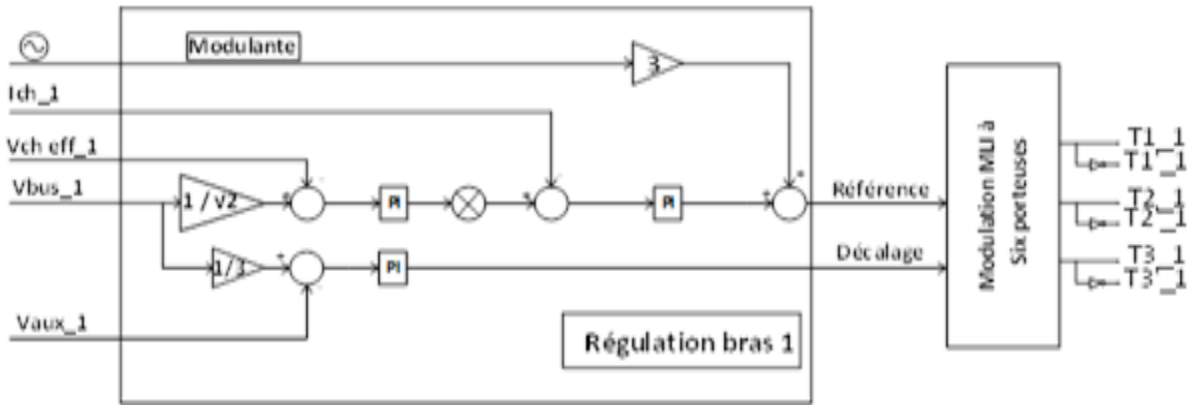 Modulante
3
Ich_1
Vch eff_1
Vbus_1
1 / √2
PI
PI
1/3
PI
Vaux_1
Référence
Décalage
Régulation bras 1
Modulation MLI à
Six porteuses
T1_1
T1'_1
T2_1
T2'_1
T3_1
T3'_1